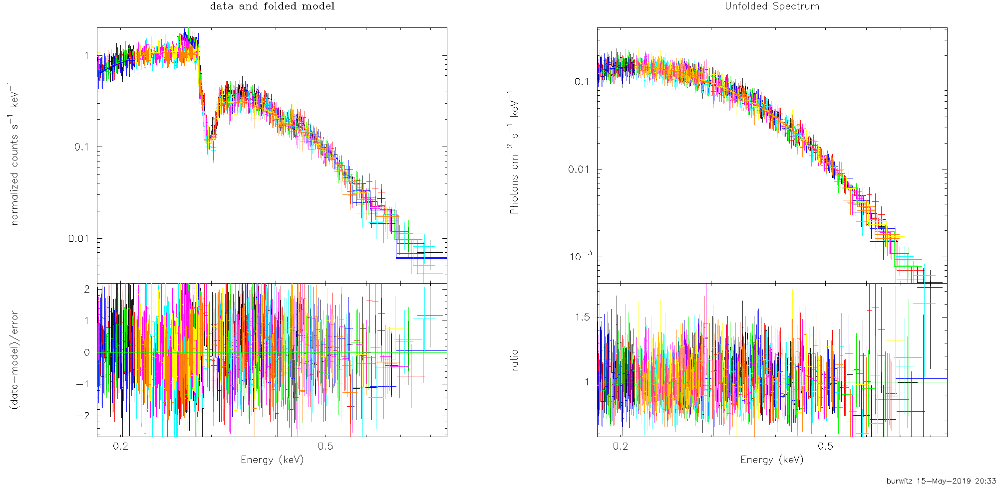 data and folded model
normalized counts s−1 keV−1
1
0.1
0.01
(data−model)/error
2
1
0
−1
−2
0.2
0.5
Energy (keV)
Unfolded Spectrum
Photons cm−2 s−1 keV−1
0.1
0.01
10−3
ratio
1.5
1
0.2
0.5
Energy (keV)
burwitz 15−May−2019 20:33